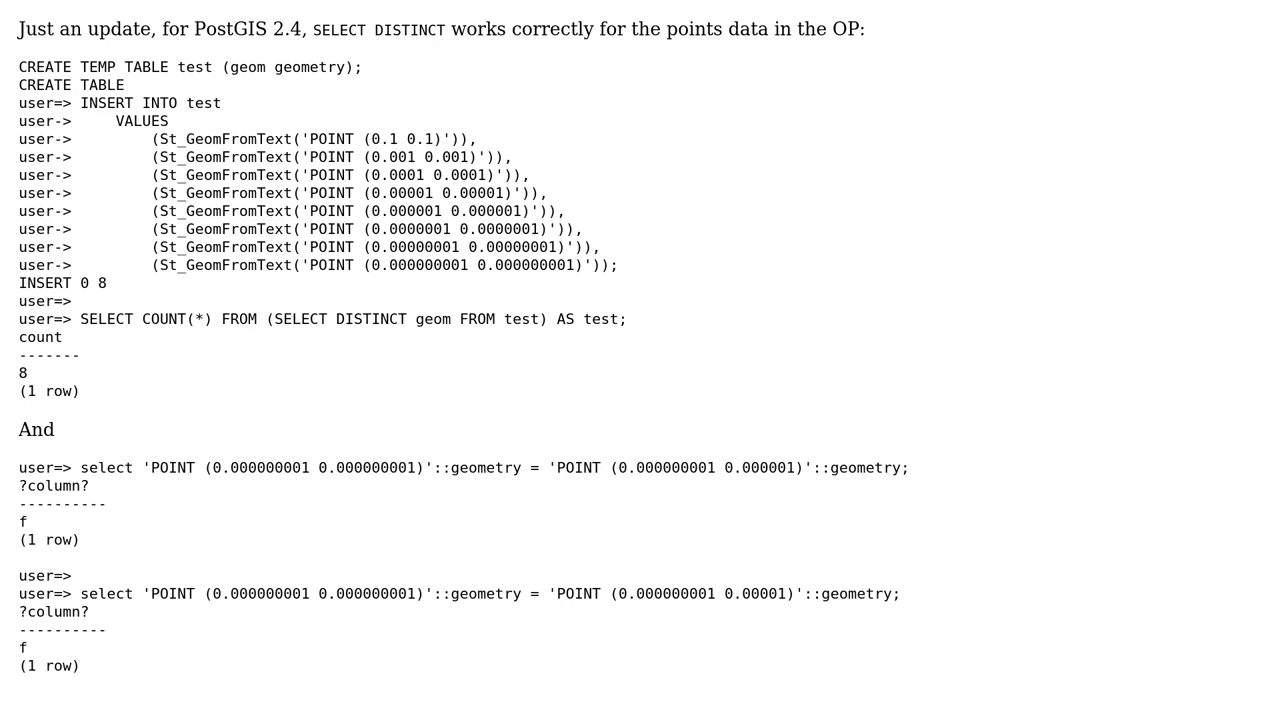 Just an update, for PostGIS 2.4, SELECT DISTINCT works correctly for the points data in the OP:
CREATE TEMP TABLE test (geom geometry);
CREATE TABLE
user=> INSERT INTO test
user->     VALUES
user->         (St_GeomFromText('POINT (0.1 0.1)')),
user->         (St_GeomFromText('POINT (0.001 0.001)')),
user->         (St_GeomFromText('POINT (0.0001 0.0001)')),
user->         (St_GeomFromText('POINT (0.00001 0.00001)')),
user->         (St_GeomFromText('POINT (0.000001 0.000001)')),
user->         (St_GeomFromText('POINT (0.0000001 0.0000001)')),
user->         (St_GeomFromText('POINT (0.00000001 0.00000001)')),
user->         (St_GeomFromText('POINT (0.000000001 0.000000001)'));
INSERT 0 8
user=>
user=> SELECT COUNT(*) FROM (SELECT DISTINCT geom FROM test) AS test;
count
-------
8
(1 row)
And
user=> select 'POINT (0.000000001 0.000000001)'::geometry = 'POINT (0.000000001 0.000001)'::geometry;
?column?
----------
f
(1 row)
user=>
user=> select 'POINT (0.000000001 0.000000001)'::geometry = 'POINT (0.000000001 0.00001)'::geometry;
?column?
----------
f
(1 row)